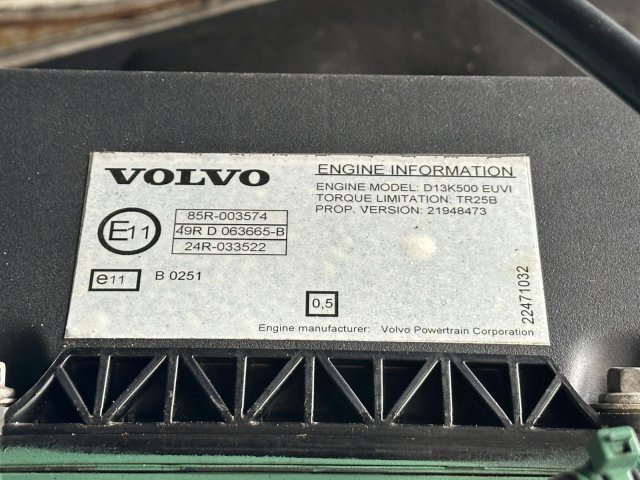 VOLVO
E11
85R-003574
49R D 063665-B
24R-033522
e11
B 0251
ENGINE INFORMATION
ENGINE MODEL: D13K500 EUVI
TORQUE LIMITATION: TR25B
PROP. VERSION: 21948473
0,5
Engine manufacturer: Volvo Powertrain Corporation
22471032